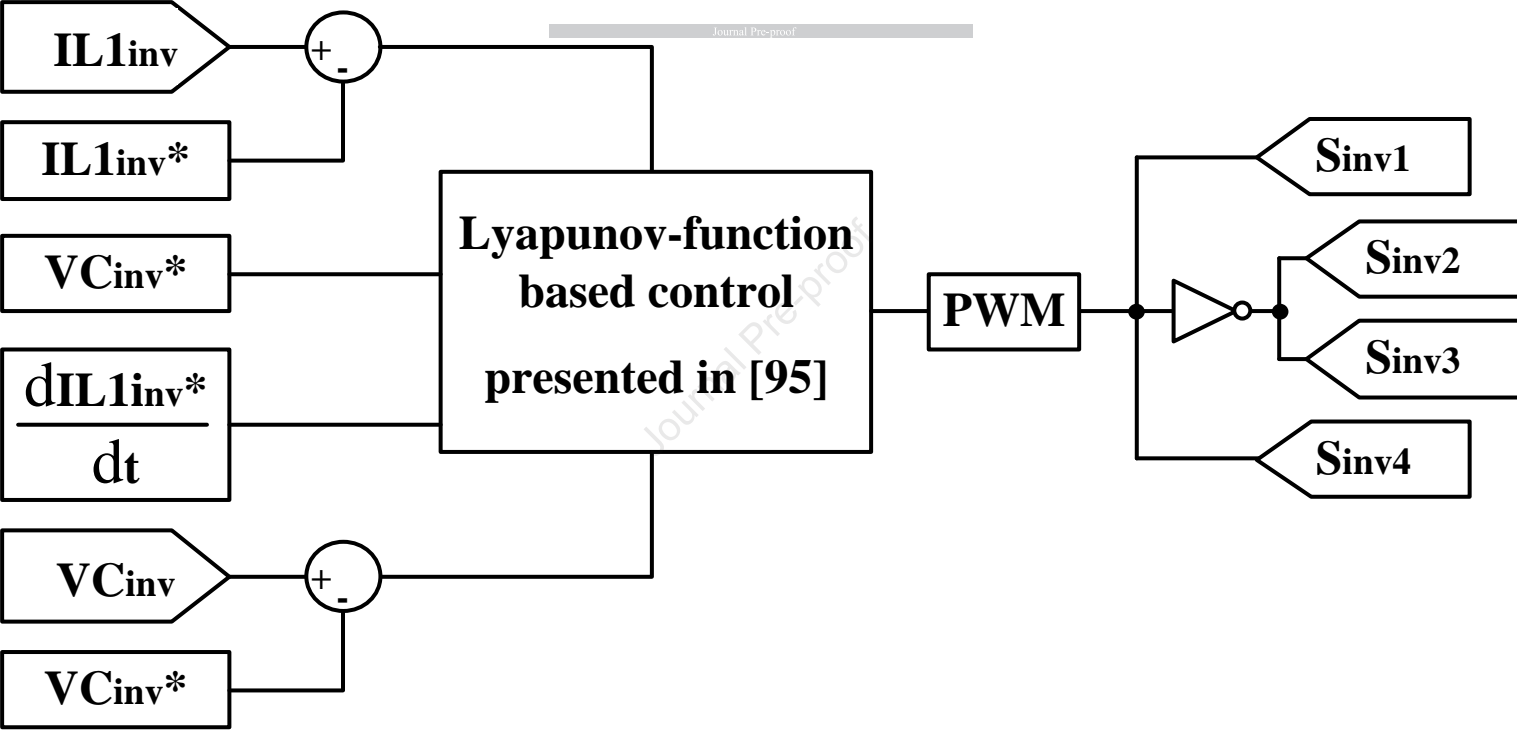 Journal Pre-proof
IL1inv
+
-
IL1inv*
VCinv*
dIL1inv*
dt
VCinv
+
-
VCinv*
Lyapunov-function
based control
presented in [95]
Journal Pre-proof
PWM
Sinv1
Sinv2
Sinv3
Sinv4